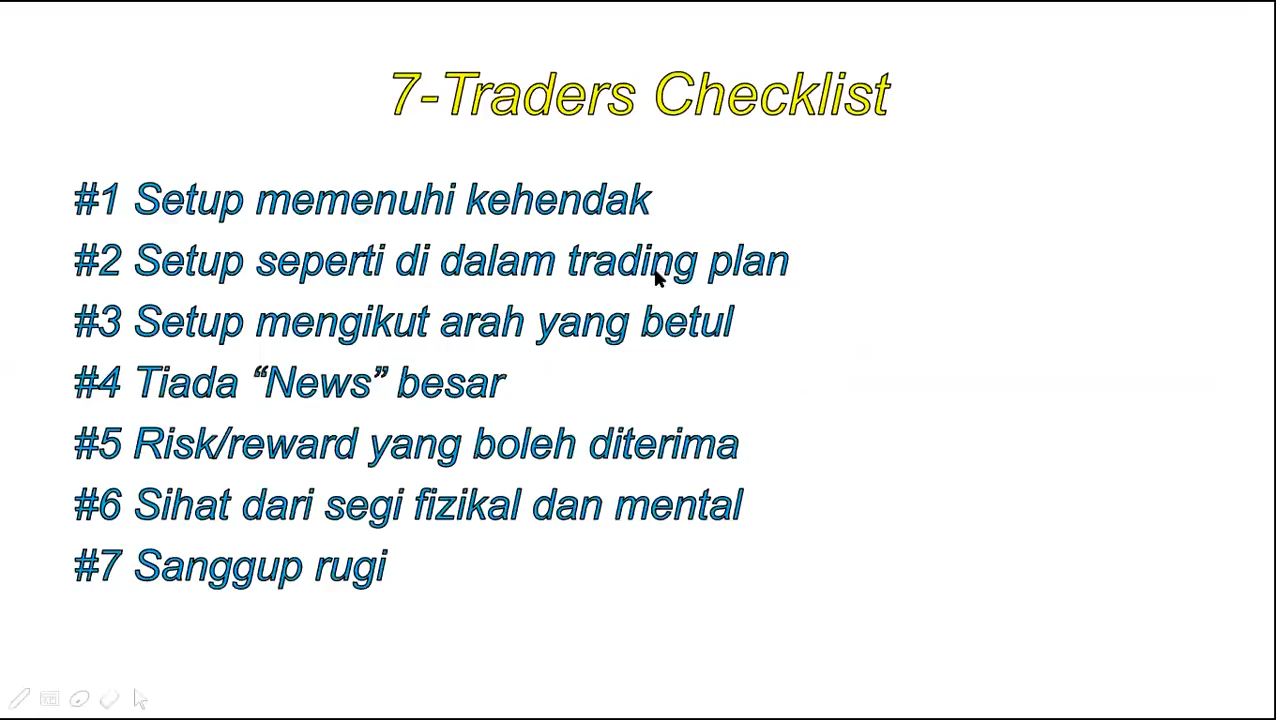 7-Traders Checklist
#1 Setup memenuhi kehendak
#2 Setup seperti di dalam trading plan
#3 Setup mengikut arah yang betul
#4 Tiada “News” besar
#5 Risk/reward yang boleh diterima
#6 Sihat dari segi fizikal dan mental
#7 Sanggup rugi